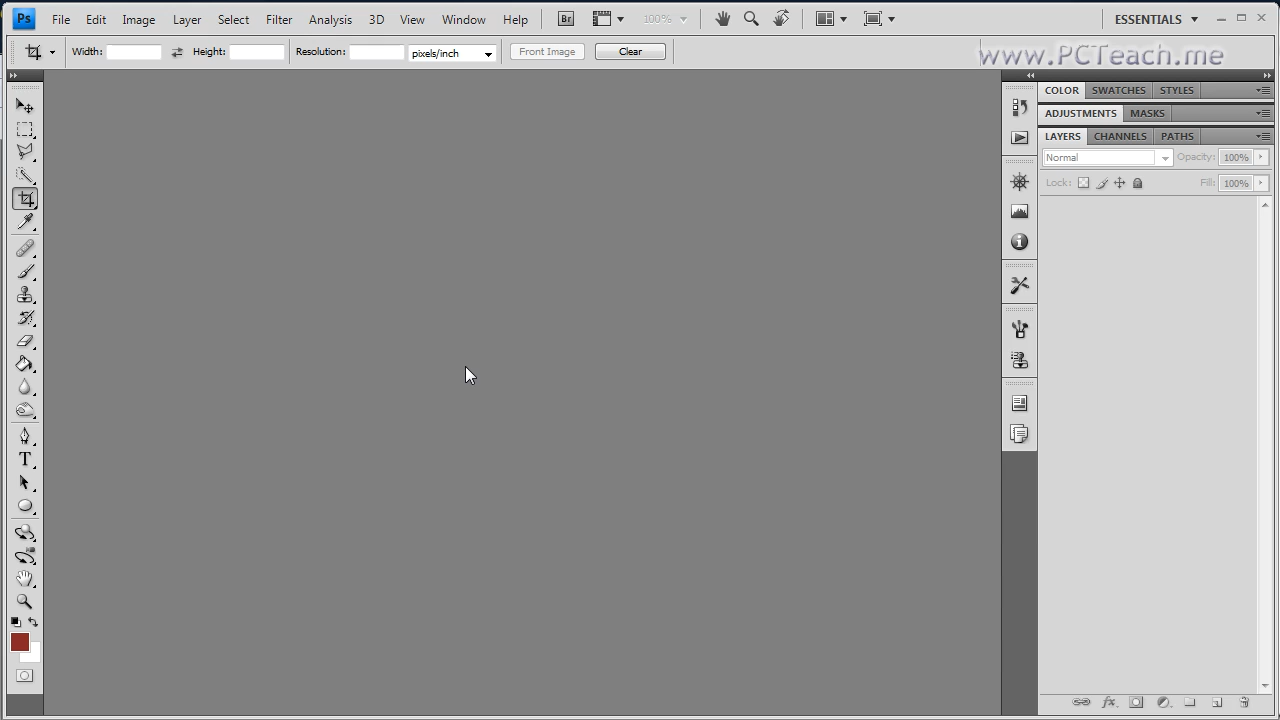 Ps File Edit Image Layer Select Filter Analysis 3D View Window Help Br 100% ESSENTIALS
Width: Height: Resolution: pixels/inch Front Image Clear
www.PCTeach.me
COLOR SWATCHES STYLES
ADJUSTMENTS MASKS
LAYERS CHANNELS PATHS
Normal Opacity: 100%
Lock: Fill: 100%
T
fx